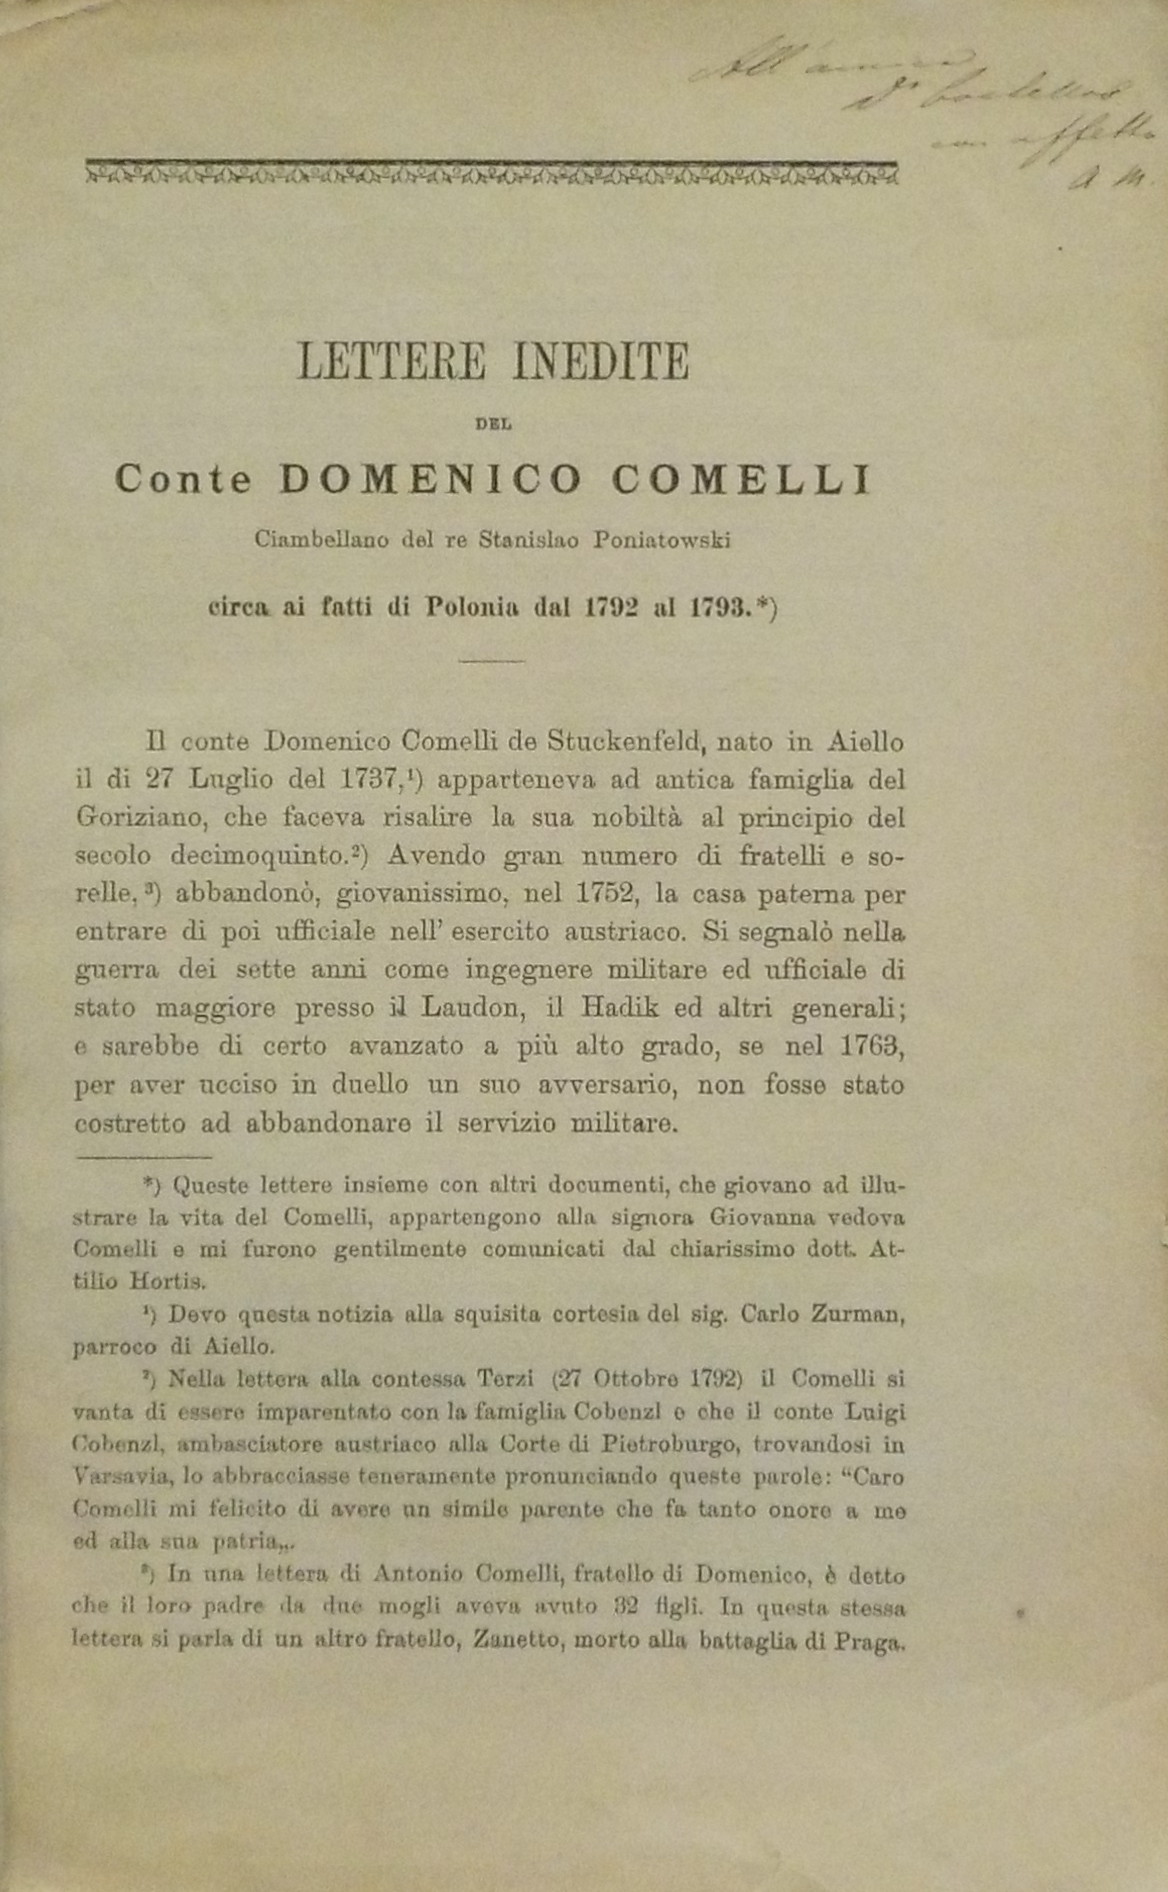 All'amico
Dr
con affetto
A M.
LETTERE INEDITE
DEL
Conte DOMENICO COMELLI
Ciambellano del re Stanislao Poniatowski
circa ai fatti di Polonia dal 1792 al 1793.*)
Il conte Domenico Comelli de Stuckenfeld, nato in Aiello
il di 27 Luglio del 1737,¹) apparteneva ad antica famiglia del
Goriziano, che faceva risalire la sua nobiltà al principio del
secolo decimoquinto.²) Avendo gran numero di fratelli e so-
relle,³) abbandonò, giovanissimo, nel 1752, la casa paterna per
entrare di poi ufficiale nell' esercito austriaco. Si segnalò nella
guerra dei sette anni come ingegnere militare ed ufficiale di
stato maggiore presso il Laudon, il Hadik ed altri generali;
e sarebbe di certo avanzato a più alto grado, se nel 1763,
per aver ucciso in duello un suo avversario, non fosse stato
costretto ad abbandonare il servizio militare.
*) Queste lettere insieme con altri documenti, che giovano ad illu-
strare la vita del Comelli, appartengono alla signora Giovanna vedova
Comelli e mi furono gentilmente comunicati dal chiarissimo dott. At-
tilio Hortis.
¹) Devo questa notizia alla squisita cortesia del sig. Carlo Zurman,
parroco di Aiello.
²) Nella lettera alla contessa Terzi (27 Ottobre 1792) il Comelli si
vanta di essere imparentato con la famiglia Cobenzl e che il conte Luigi
Cobenzl, ambasciatore austriaco alla Corte di Pietroburgo, trovandosi in
Varsavia, lo abbracciasse teneramente pronunciando queste parole: “Caro
Comelli mi felicito di avere un simile parente che fa tanto onore a me
ed alla sua patria„.
³) In una lettera di Antonio Comelli, fratello di Domenico, è detto
che il loro padre da due mogli aveva avuto 32 figli. In questa stessa
lettera si parla di un altro fratello, Zanetto, morto alla battaglia di Praga.